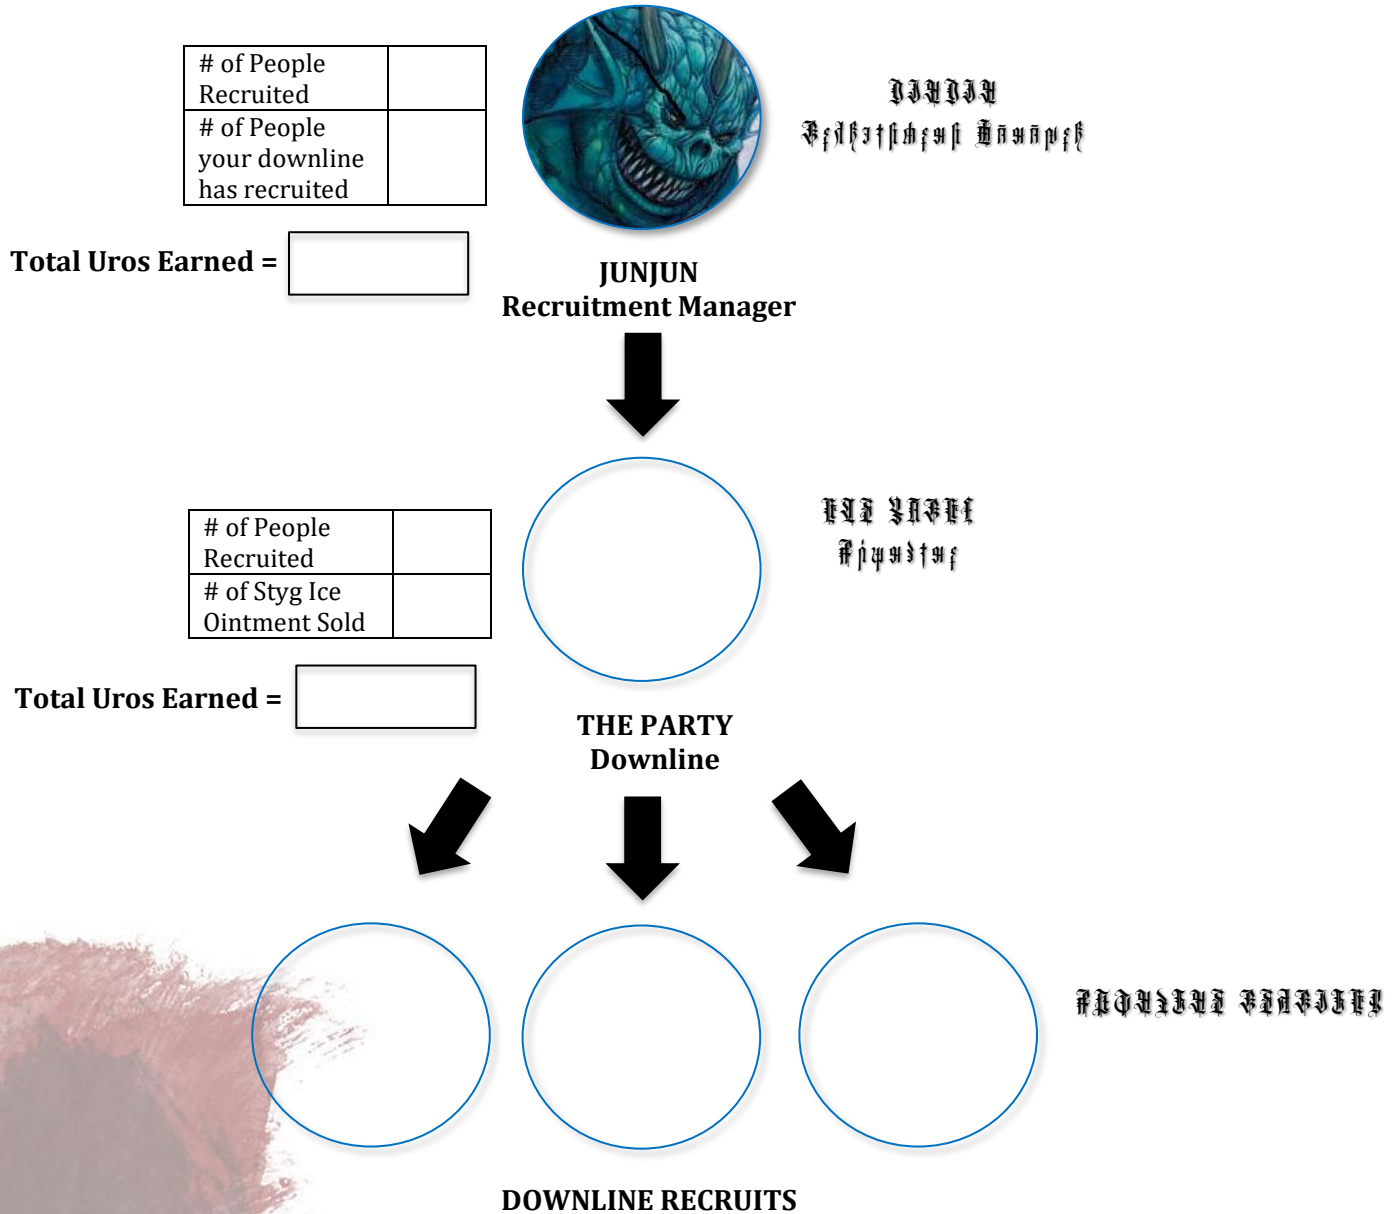 # of People
Recruited
# of People
your downline
has recruited
Total Uros Earned =
JUNJUN
Recruitment Manager
# of People
Recruited
# of Styg Ice
Ointment Sold
Total Uros Earned =
THE PARTY
Downline
DOWNLINE RECRUITS